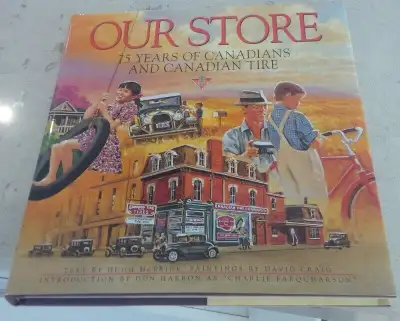 OUR STORE
75 YEARS OF CANADIANS
AND CANADIAN TIRE
TEXT BY HUGH McBRIDE, PAINTINGS BY DAVID CRAIG
INTRODUCTION BY DON HARRON AS "CHARLIE FARQUHARSON"